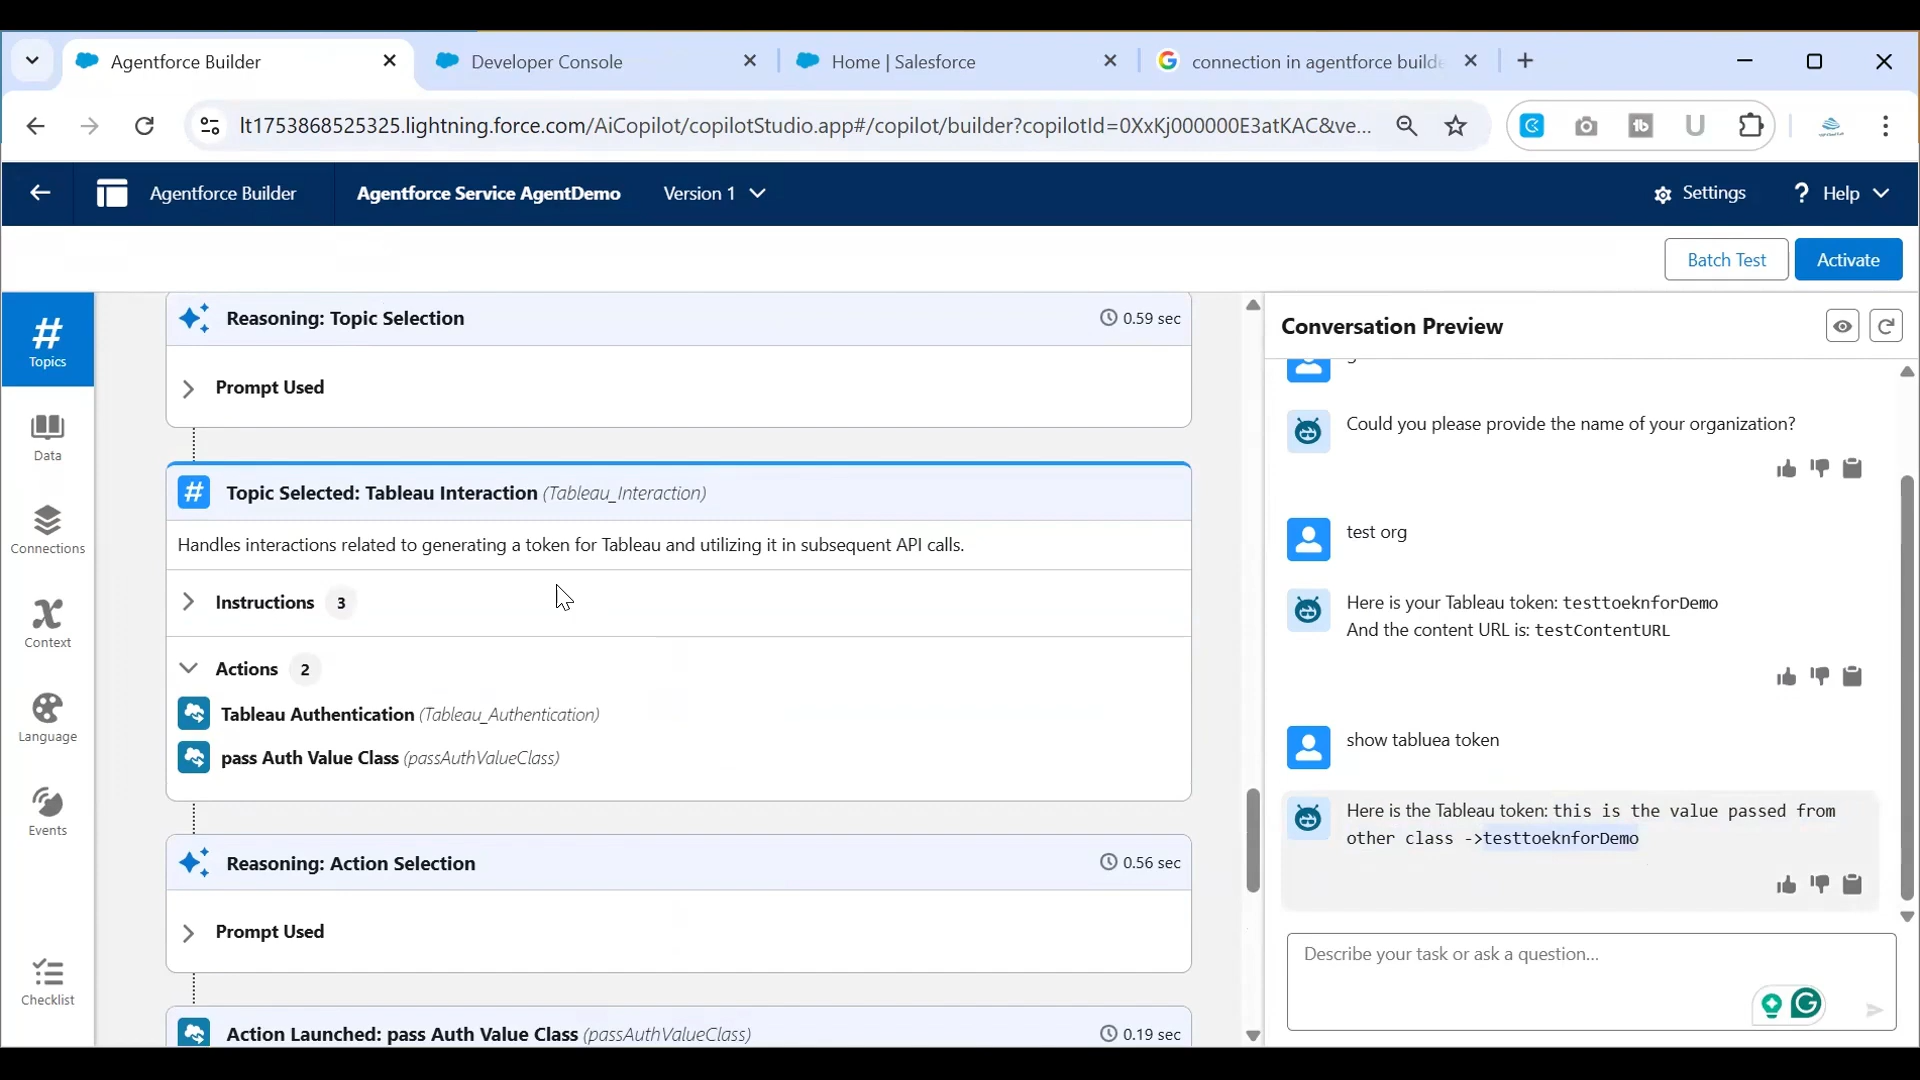 Agentforce Builder
Developer Console
Home | Salesforce
connection in agentforce builde
lt1753868525325.lightning.force.com/AiCopilot/copilotStudio.app#/copilot/builder?copilotId=0XxKj000000E3atKAC&ve...
Agentforce Builder
Agentforce Service AgentDemo
Version 1
Settings
? Help
Batch Test
Activate
Topics
Data
Connections
Context
Language
Events
Checklist
Reasoning: Topic Selection
0.59 sec
Prompt Used
Topic Selected: Tableau Interaction (Tableau_Interaction)
Handles interactions related to generating a token for Tableau and utilizing it in subsequent API calls.
Instructions 3
Actions 2
Tableau Authentication (Tableau_Authentication)
pass Auth Value Class (passAuthValueClass)
Reasoning: Action Selection
0.56 sec
Prompt Used
Action Launched: pass Auth Value Class (passAuthValueClass)
0.19 sec
Conversation Preview
Could you please provide the name of your organization?
test org
Here is your Tableau token: testtoeknforDemo
And the content URL is: testContentURL
show tabluea token
Here is the Tableau token: this is the value passed from
other class ->testtoeknforDemo
Describe your task or ask a question...